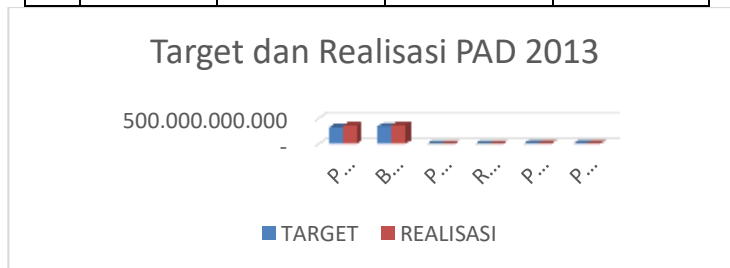 Target dan Realisasi PAD 2013
500.000.000.000
-
P... B... P... R... P... P...
TARGET REALISASI